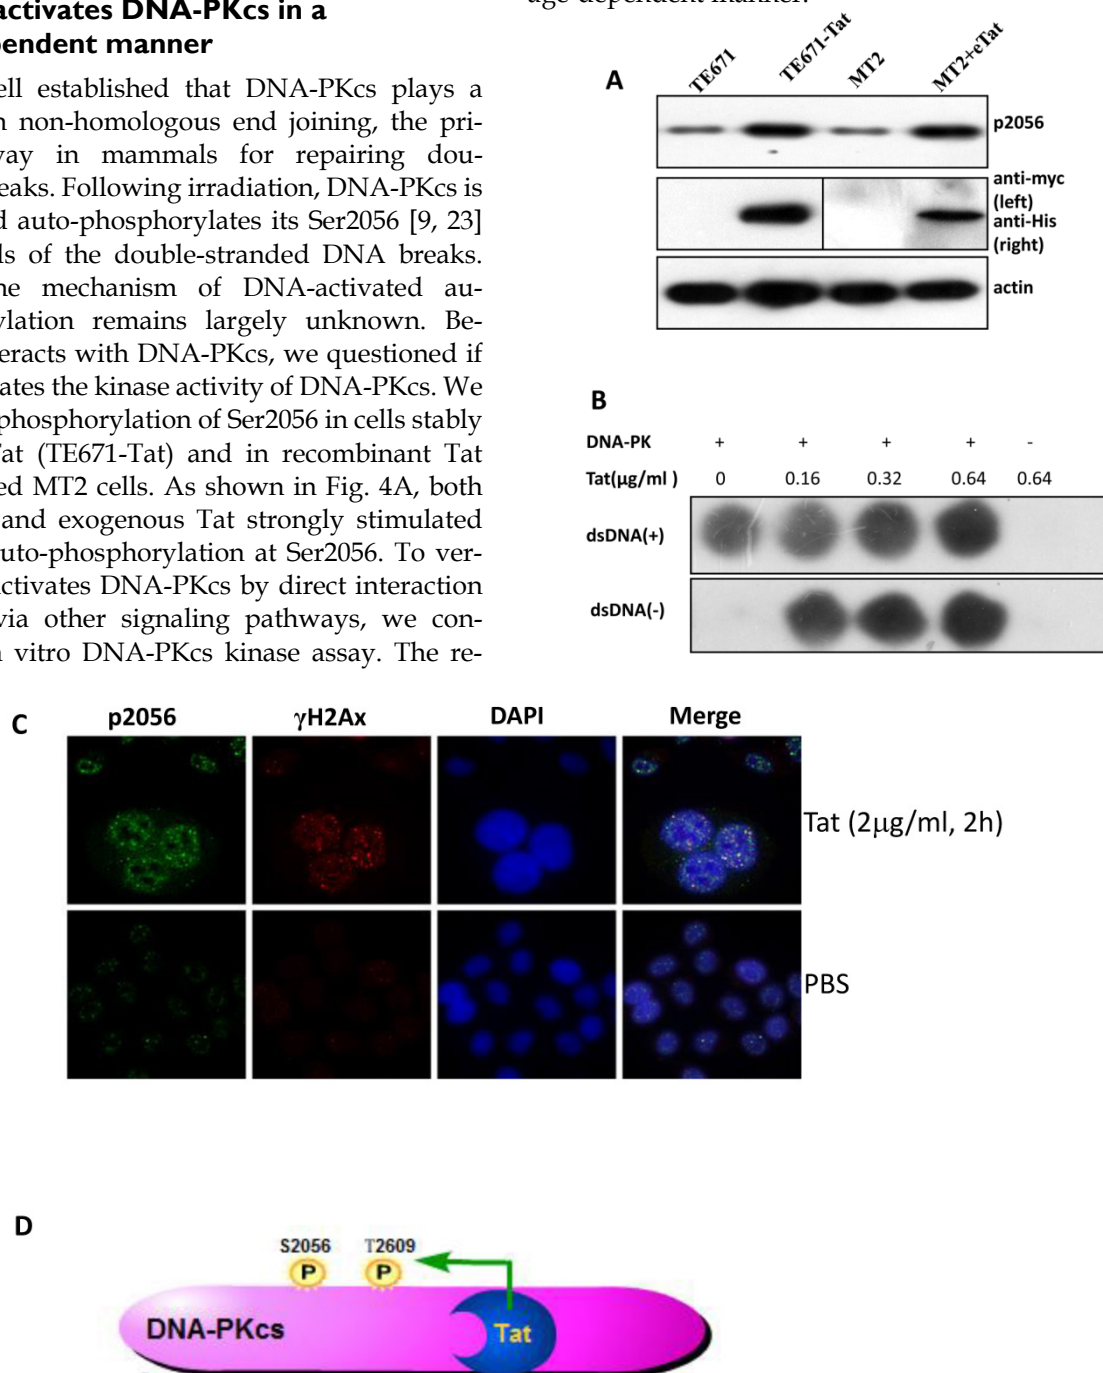 activates DNA-PKcs in a
pendent manner
ell established that DNA-PKcs plays a
n non-homologous end joining, the pri-
way in mammals for repairing dou-
eaks. Following irradiation, DNA-PKcs is
d auto-phosphorylates its Ser2056 [9, 23]
ls of the double-stranded DNA breaks.
he mechanism of DNA-activated au-
ylation remains largely unknown. Be-
eracts with DNA-PKcs, we questioned if
ates the kinase activity of DNA-PKcs. We
phosphorylation of Ser2056 in cells stably
Tat (TE671-Tat) and in recombinant Tat
ed MT2 cells. As shown in Fig. 4A, both
and exogenous Tat strongly stimulated
uto-phosphorylation at Ser2056. To ver-
ctivates DNA-PKcs by direct interaction
via other signaling pathways, we con-
n vitro DNA-PKcs kinase assay. The re-
age-dependent manner.
A
TE671
TE671-Tat
MT2
MT2+eTat
p2056
anti-myc
(left)
anti-His
(right)
actin
B
DNA-PK + + + + -
Tat(μg/ml ) 0 0.16 0.32 0.64 0.64
dsDNA(+)
dsDNA(-)
C
p2056 γH2Ax DAPI Merge
Tat (2μg/ml, 2h)
PBS
D
S2056 T2609
P P
DNA-PKcs Tat